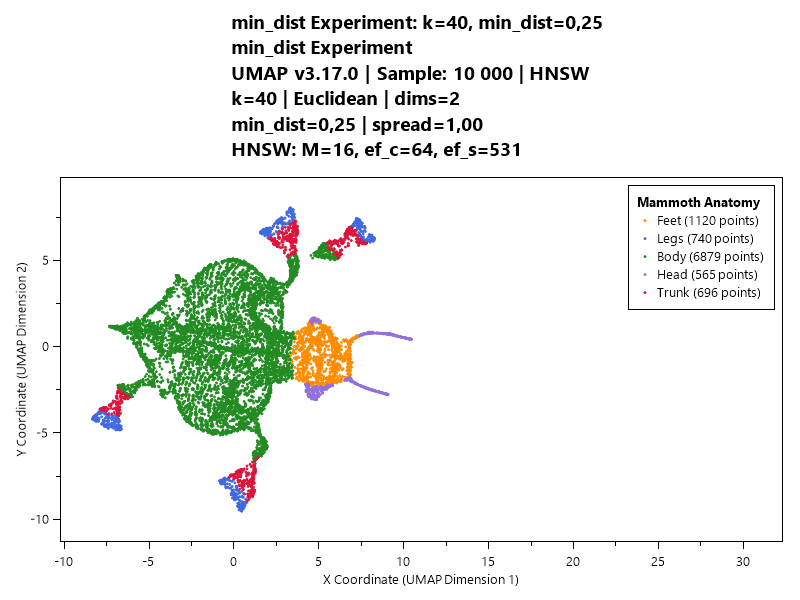 min_dist Experiment: k=40, min_dist=0,25
min_dist Experiment
UMAP v3.17.0 | Sample: 10 000 | HNSW
k=40 | Euclidean | dims=2
min_dist=0,25 | spread=1,00
HNSW: M=16, ef_c=64, ef_s=531
Mammoth Anatomy
Feet (1120 points)
Legs (740 points)
Body (6879 points)
Head (565 points)
Trunk (696 points)
Y Coordinate (UMAP Dimension 2)
5
0
-5
-10
-10 -5 0 5 10 15 20 25 30
X Coordinate (UMAP Dimension 1)